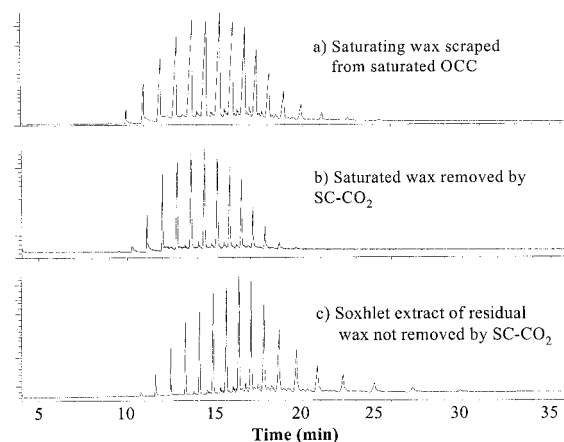 a) Saturating wax scraped
from saturated OCC
b) Saturated wax removed by
SC-CO₂
c) Soxhlet extract of residual
wax not removed by SC-CO₂
5 10 15 20 25 30 35
Time (min)